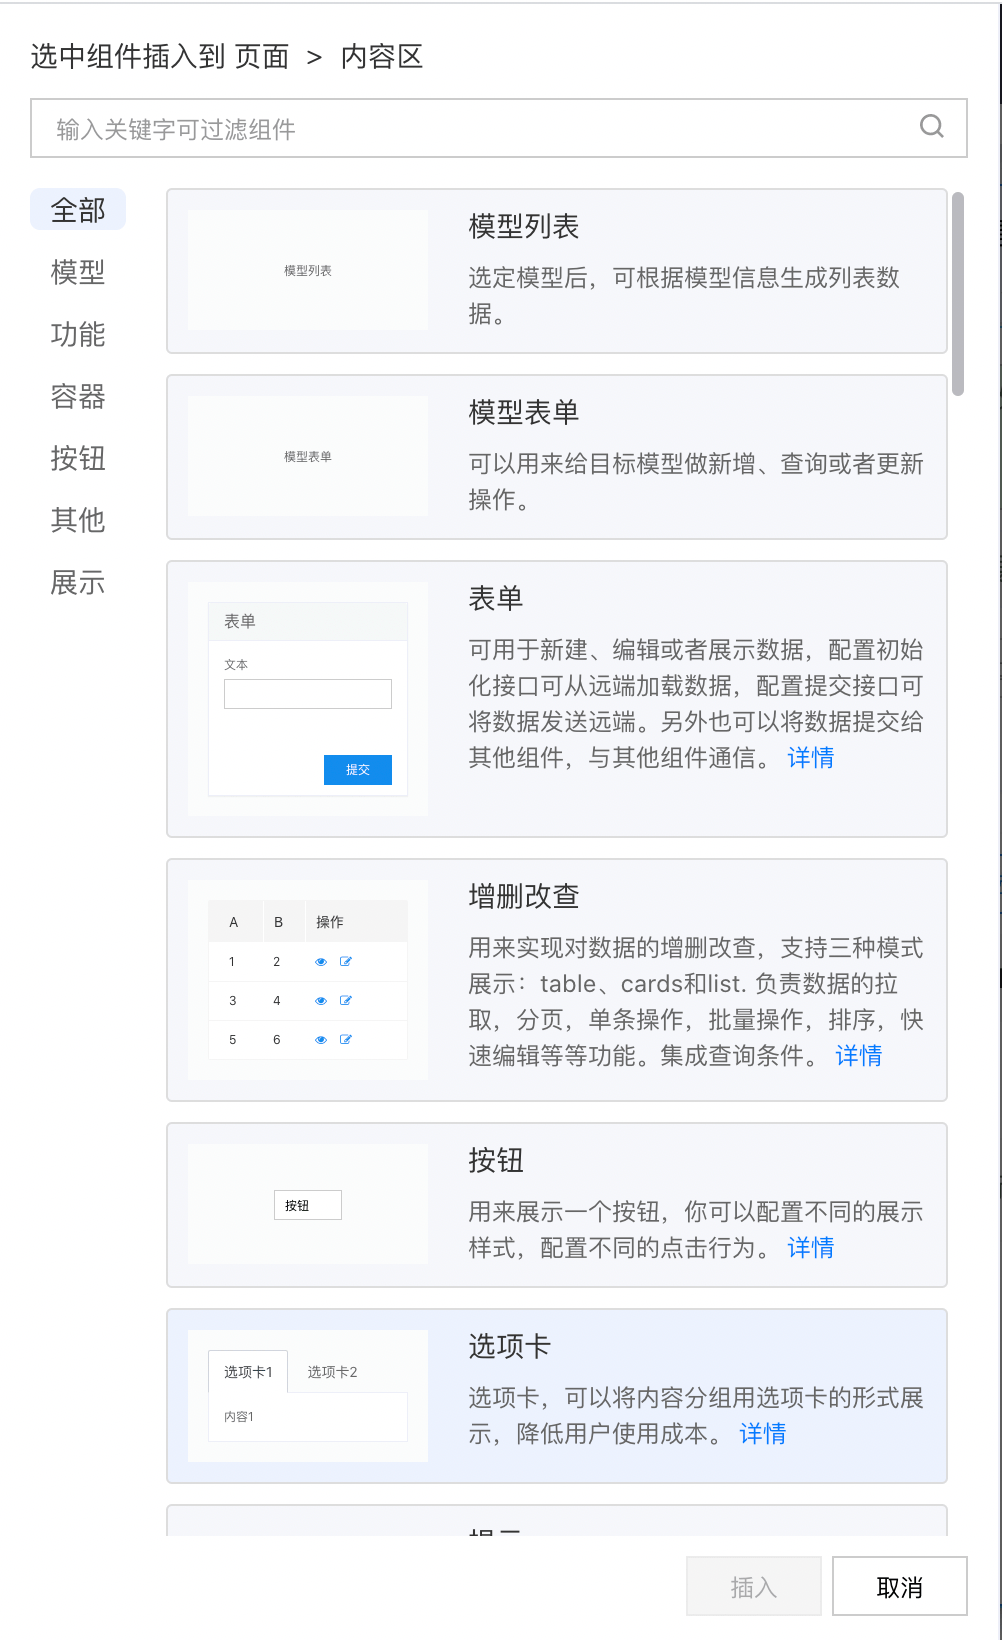 选中组件插入到 页面 > 内容区
输入关键字可过滤组件
全部
模型
功能
容器
按钮
其他
展示
模型列表
模型列表
选定模型后，可根据模型信息生成列表数
据。
模型表单
模型表单
可以用来给目标模型做新增、查询或者更新
操作。
表单
文本
提交
表单
可用于新建、编辑或者展示数据，配置初始
化接口可从远端加载数据，配置提交接口可
将数据发送远端。另外也可以将数据提交给
其他组件，与其他组件通信。 详情
A B 操作
1 2
3 4
5 6
增删改查
用来实现对数据的增删改查，支持三种模式
展示：table、cards和list. 负责数据的拉
取，分页，单条操作，批量操作，排序，快
速编辑等等功能。集成查询条件。 详情
按钮
按钮
用来展示一个按钮，你可以配置不同的展示
样式，配置不同的点击行为。 详情
选项卡1 选项卡2
内容1
选项卡
选项卡，可以将内容分组用选项卡的形式展
示，降低用户使用成本。 详情
插入
取消